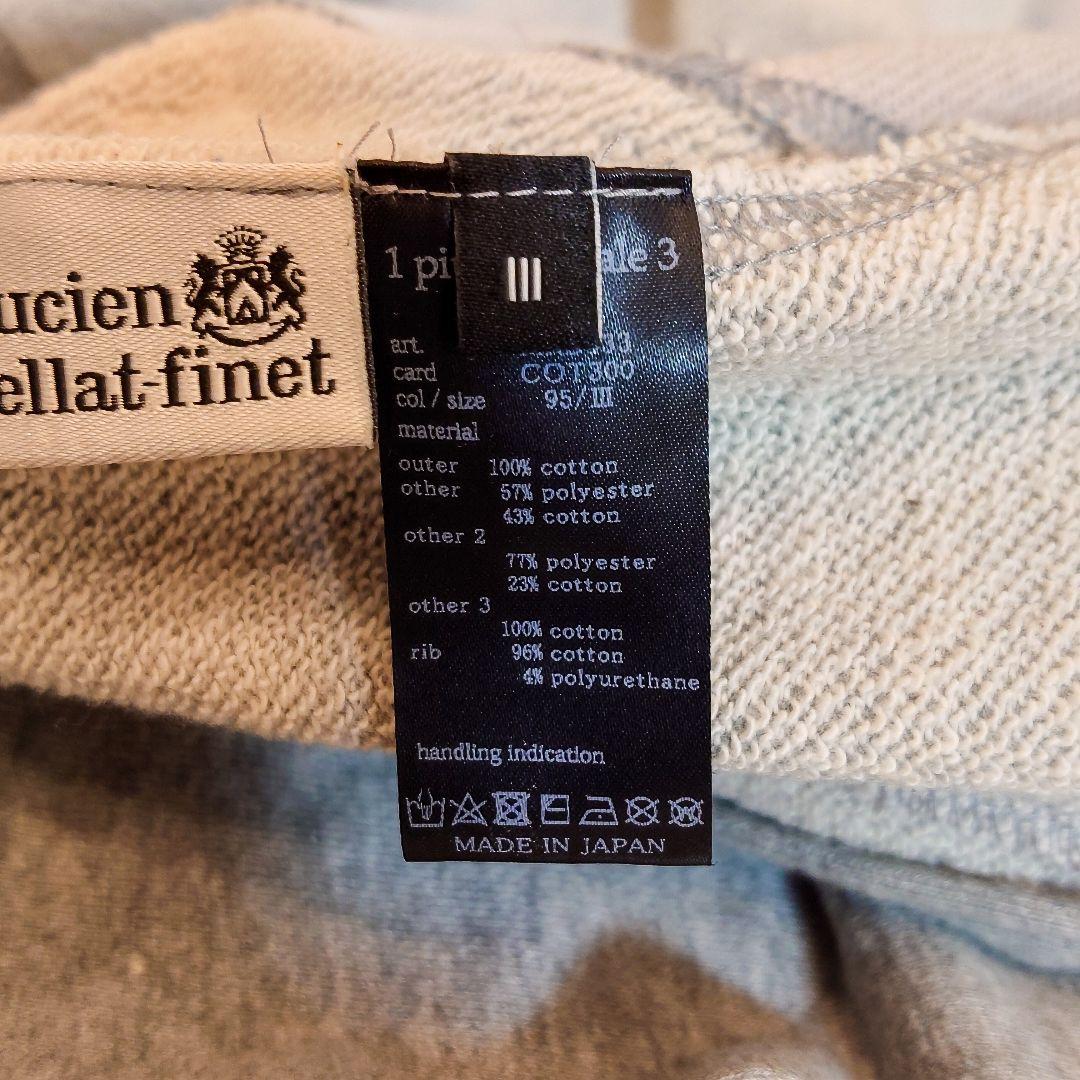 ucien
ellat-finet
III
1 pi ale 3
art. 33
card COT300
col / size 95/III
material
outer 100% cotton
other 57% polyester
43% cotton
other 2
77% polyester
23% cotton
other 3
100% cotton
rib 96% cotton
4% polyurethane
handling indication
MADE IN JAPAN